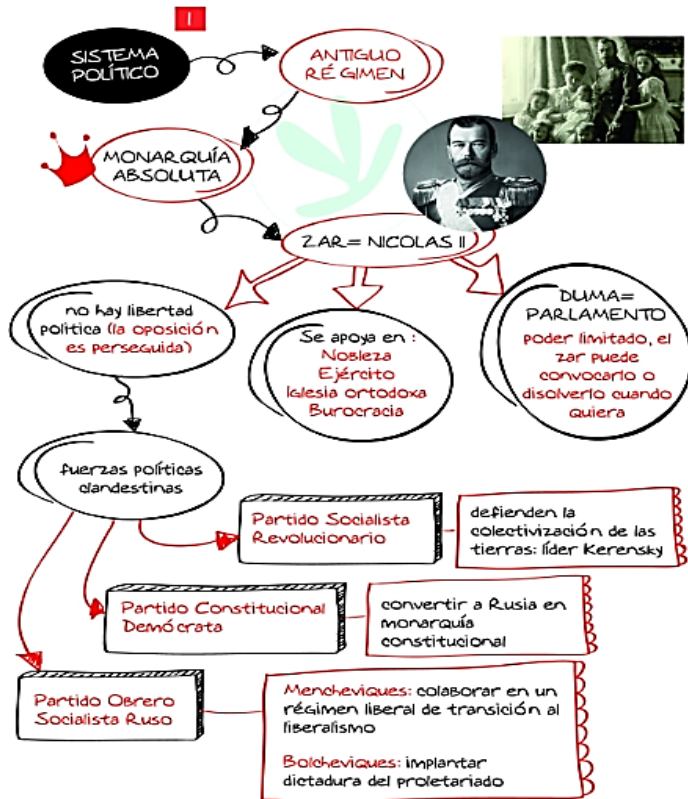 I
SISTEMA
POLÍTICO
ANTIGUO
RÉGIMEN
MONARQUÍA
ABSOLUTA
ZAR= NICOLAS II
no hay libertad
política (la oposición
es perseguida)
Se apoya en :
Nobleza
Ejército
Iglesia ortodoxa
Burocracia
DUMA=
PARLAMENTO
poder limitado, el
zar puede
convocarlo o
disolverlo cuando
quiera
fuerzas políticas
clandestinas
Partido Socialista
Revolucionario
defienden la
colectivización de las
tierras: líder Kerensky
Partido Constitucional
Demócrata
convertir a Rusia en
monarquía
constitucional
Partido Obrero
Socialista Ruso
Mencheviques: colaborar en un
régimen liberal de transición al
liberalismo
Bolcheviques: implantar
dictadura del proletariado